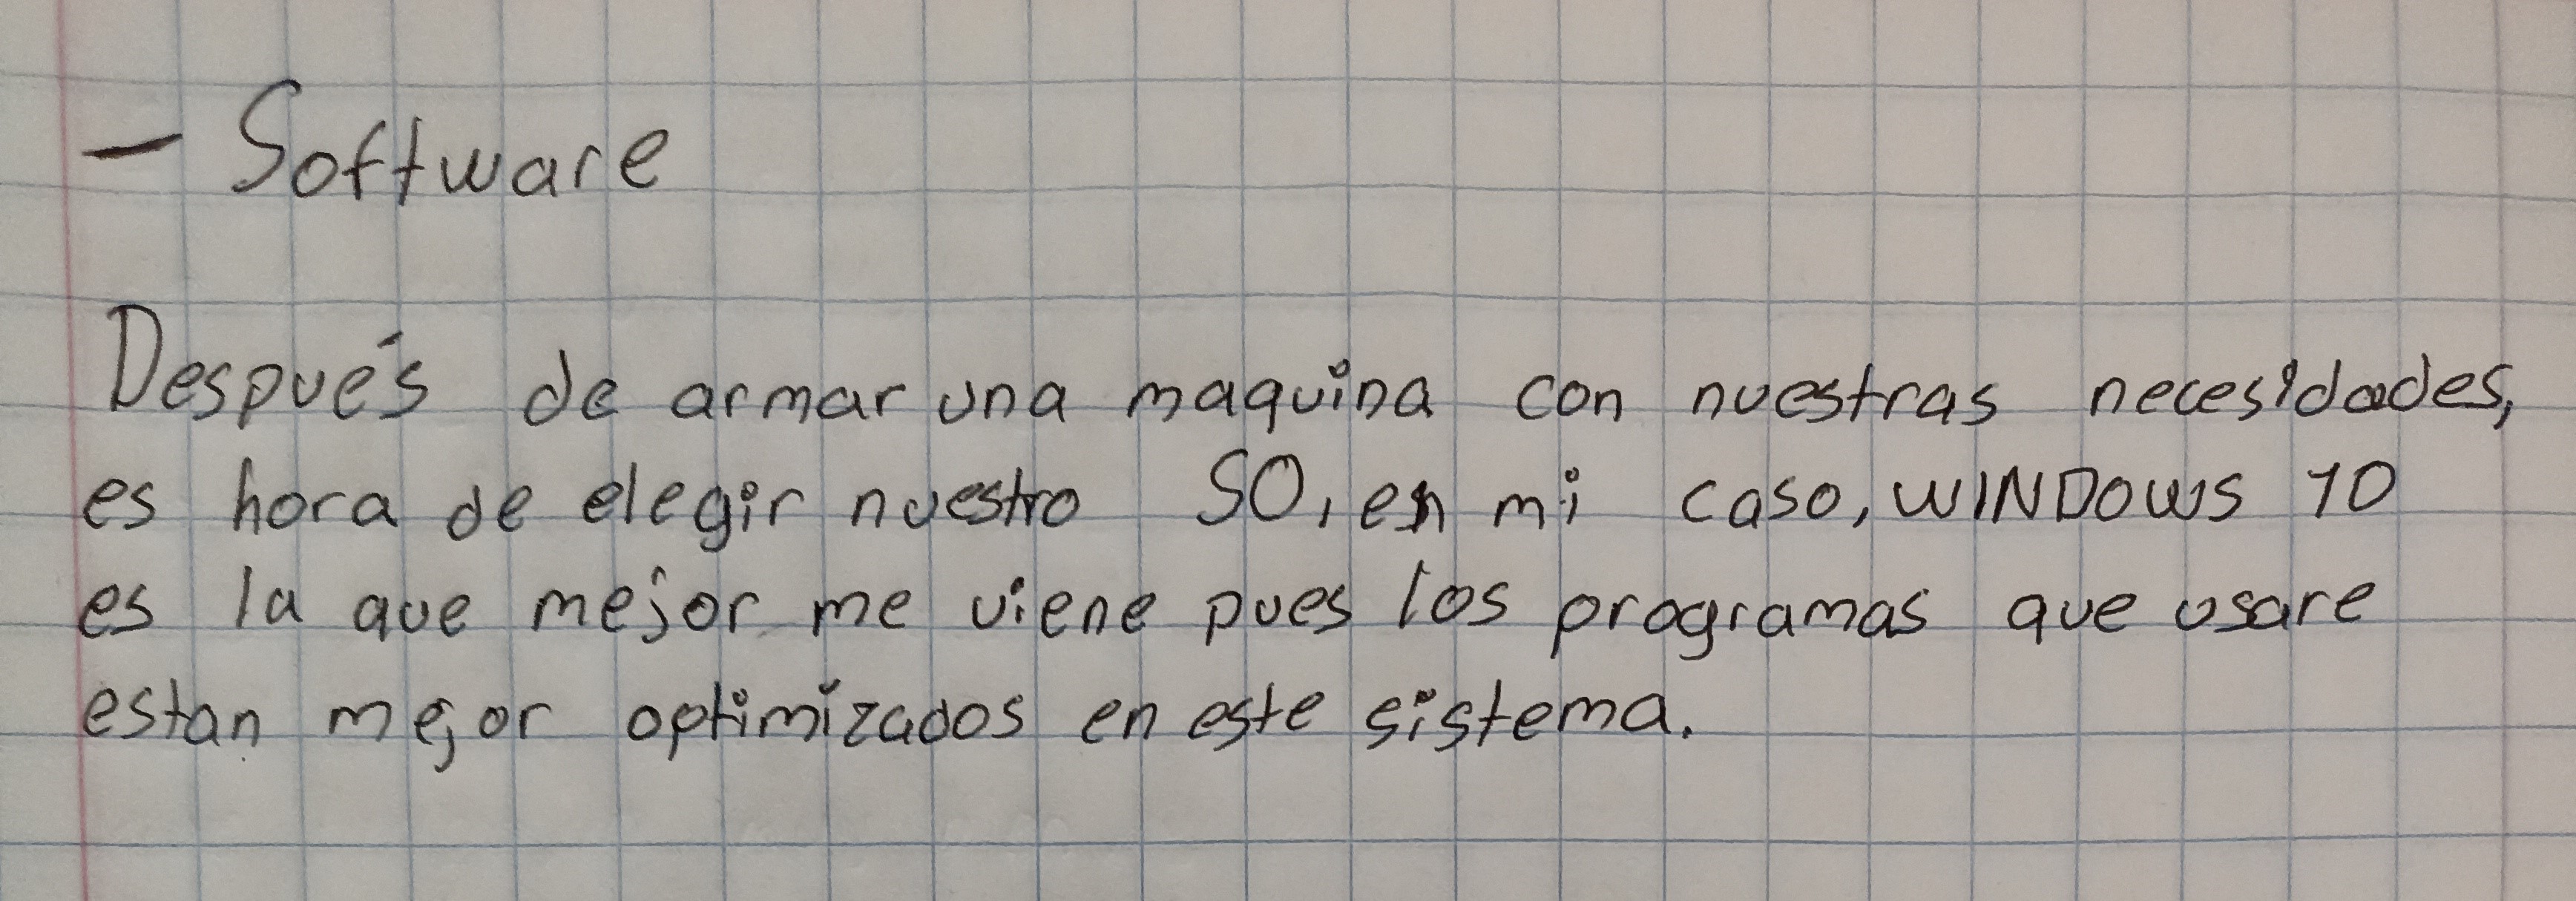 - Software
Después de armar una maquina con nuestras necesidades,
es hora de elegir nuestro SO, en mi caso, WINDOWS 10
es la que mejor me viene pues los programas que usare
estan mejor optimizados en este sistema.